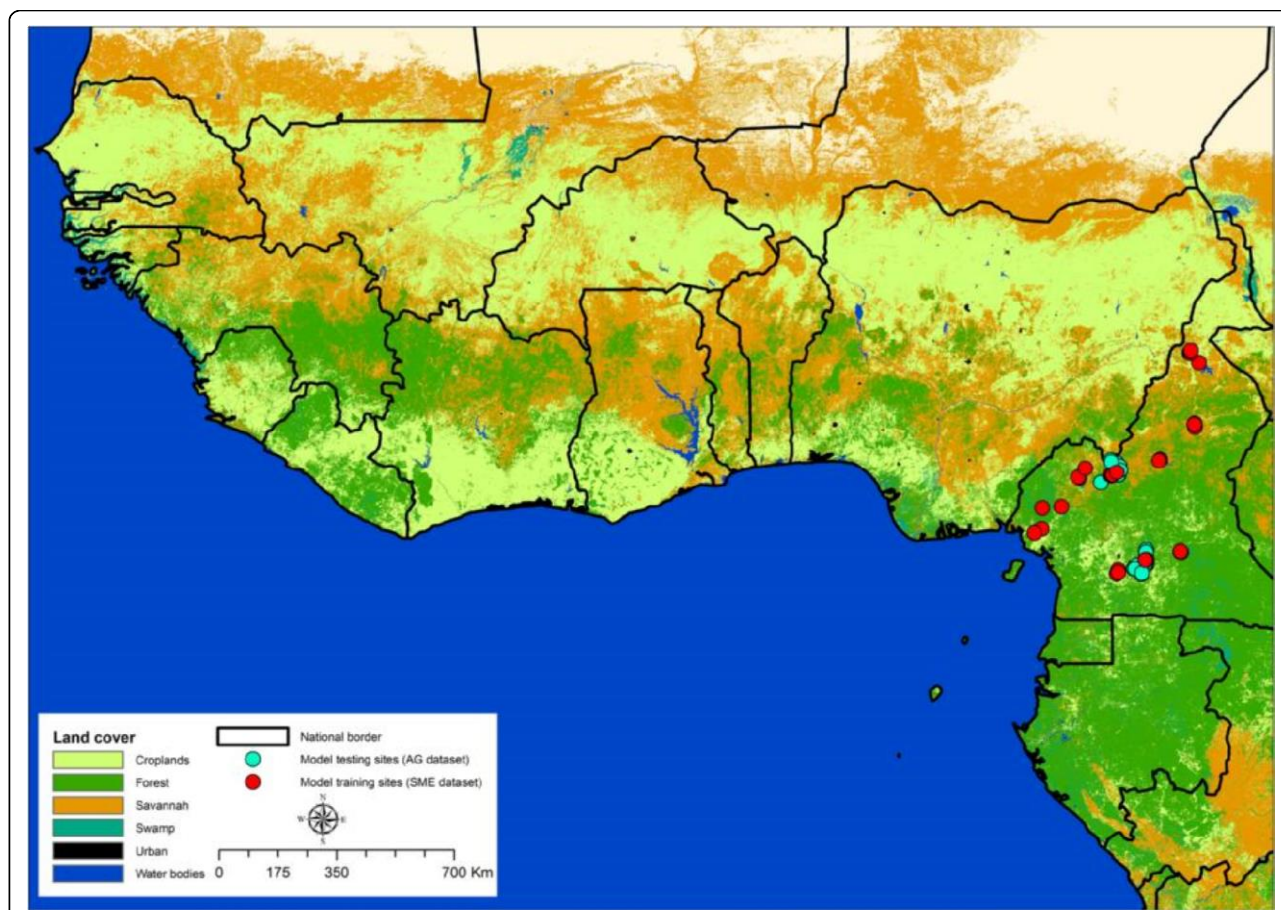 Land cover
Croplands
Forest
Savannah
Swamp
Urban
Water bodies
National border
Model testing sites (AG dataset)
Model training sites (SME dataset)
N
W E
S
0 175 350 700 Km